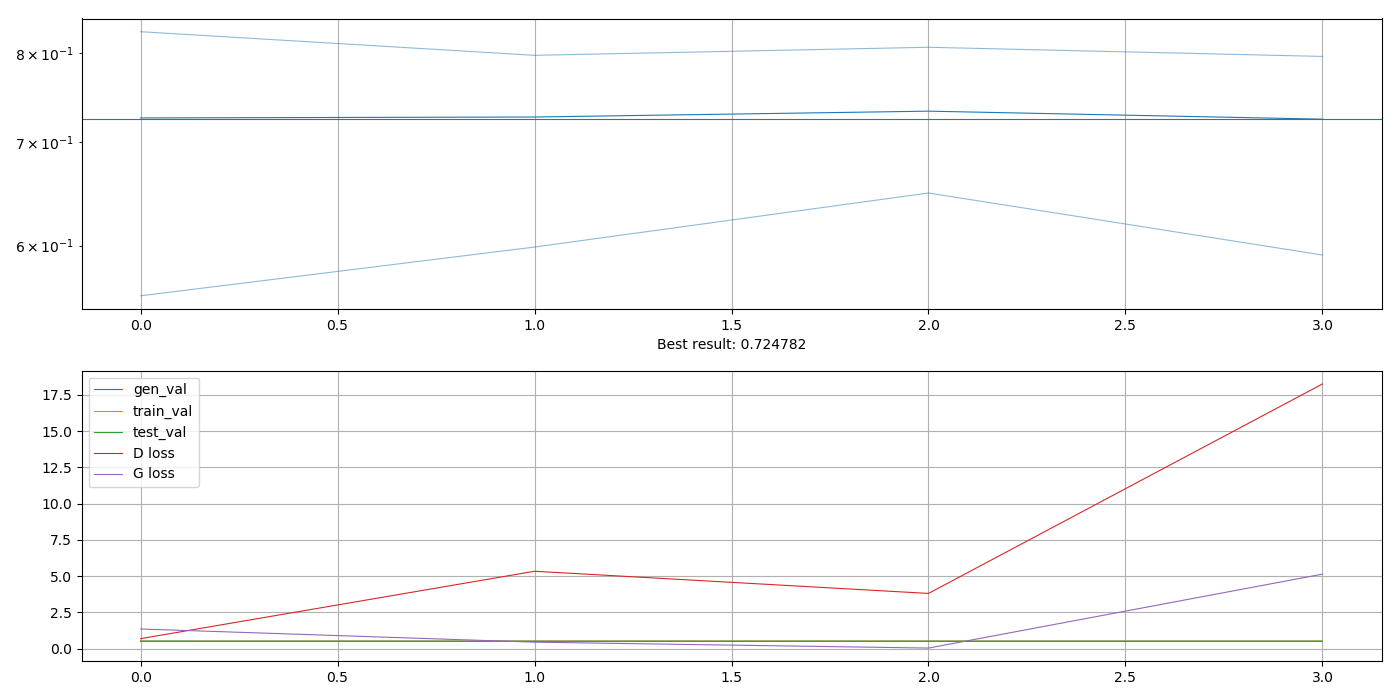 8 × 10⁻¹
7 × 10⁻¹
6 × 10⁻¹
0.0 0.5 1.0 1.5 2.0 2.5 3.0
Best result: 0.724782
17.5
15.0
12.5
10.0
7.5
5.0
2.5
0.0
gen_val
train_val
test_val
D loss
G loss
0.0 0.5 1.0 1.5 2.0 2.5 3.0